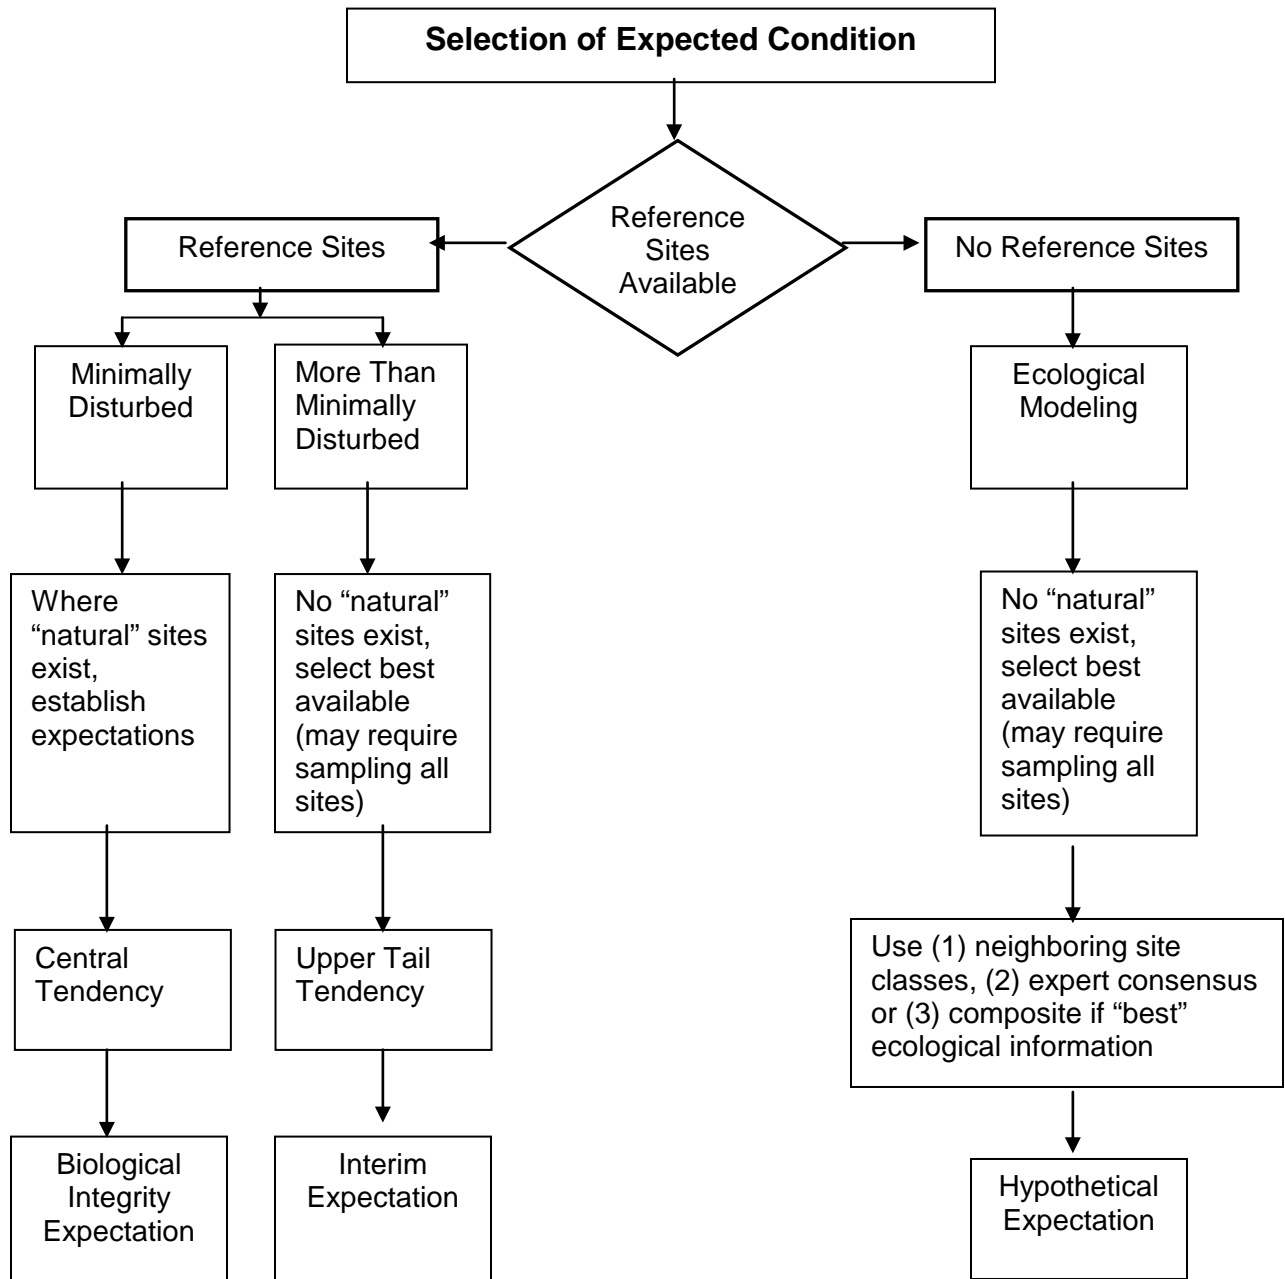 Selection of Expected Condition
Reference
Sites
Available
Reference Sites
No Reference Sites
Minimally
Disturbed
More Than
Minimally
Disturbed
Ecological
Modeling
Where
“natural” sites
exist,
establish
expectations
No “natural”
sites exist,
select best
available
(may require
sampling all
sites)
No “natural”
sites exist,
select best
available
(may require
sampling all
sites)
Central
Tendency
Upper Tail
Tendency
Use (1) neighboring site
classes, (2) expert consensus
or (3) composite if “best”
ecological information
Biological
Integrity
Expectation
Interim
Expectation
Hypothetical
Expectation